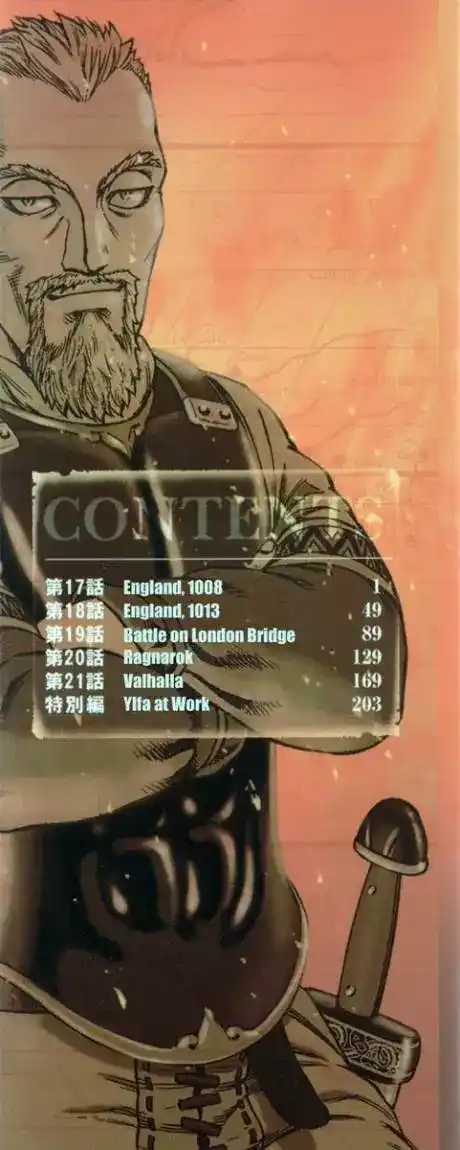 CONTENTS
第17話 England, 1008 1
第18話 England, 1013 49
第19話 Battle on London Bridge 89
第20話 Ragnarok 129
第21話 Valhalla 169
特別編 Ylfa at Work 203